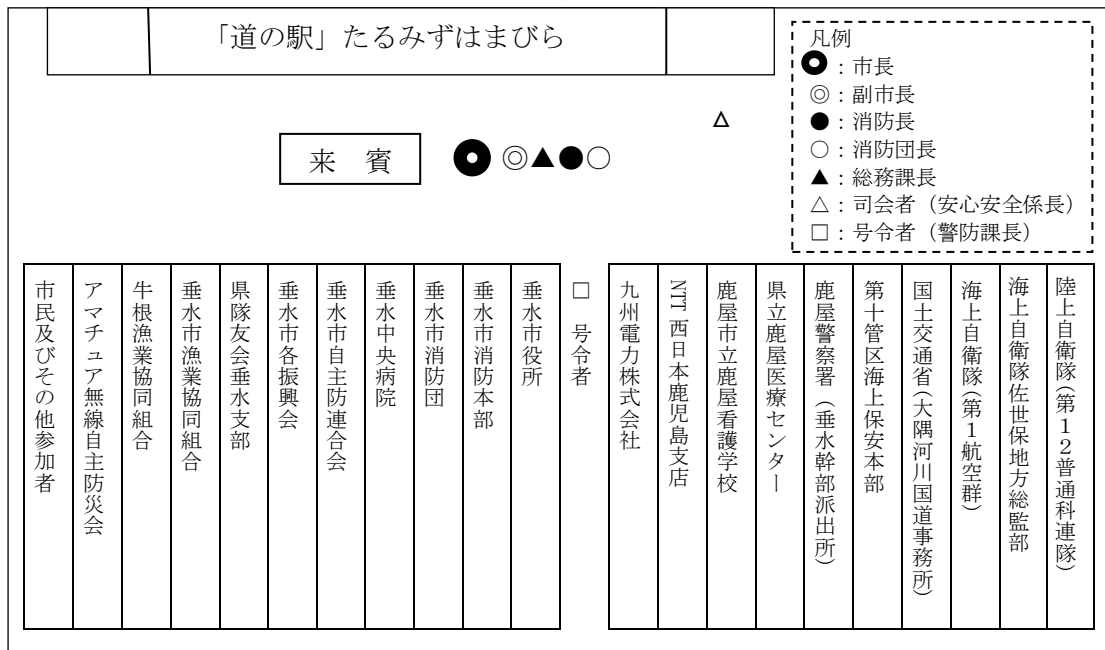 「道の駅」たるみずはまびら
凡例
◉：市長
◎：副市長
●：消防長
○：消防団長
▲：総務課長
△：司会者（安心安全係長）
□：号令者（警防課長）
△
来　賓
◉ ◎▲●○
市民及びその他参加者
アマチュア無線自主防災会
牛根漁業協同組合
垂水市漁業協同組合
県隊友会垂水支部
垂水市各振興会
垂水市自主防連合会
垂水中央病院
垂水市消防団
垂水市消防本部
垂水市役所
□ 号令者
九州電力株式会社
NTT西日本鹿児島支店
鹿屋市立鹿屋看護学校
県立鹿屋医療センター
鹿屋警察署（垂水幹部派出所）
第十管区海上保安本部
国土交通省（大隅河川国道事務所）
海上自衛隊（第１航空群）
海上自衛隊佐世保地方総監部
陸上自衛隊（第１２普通科連隊）